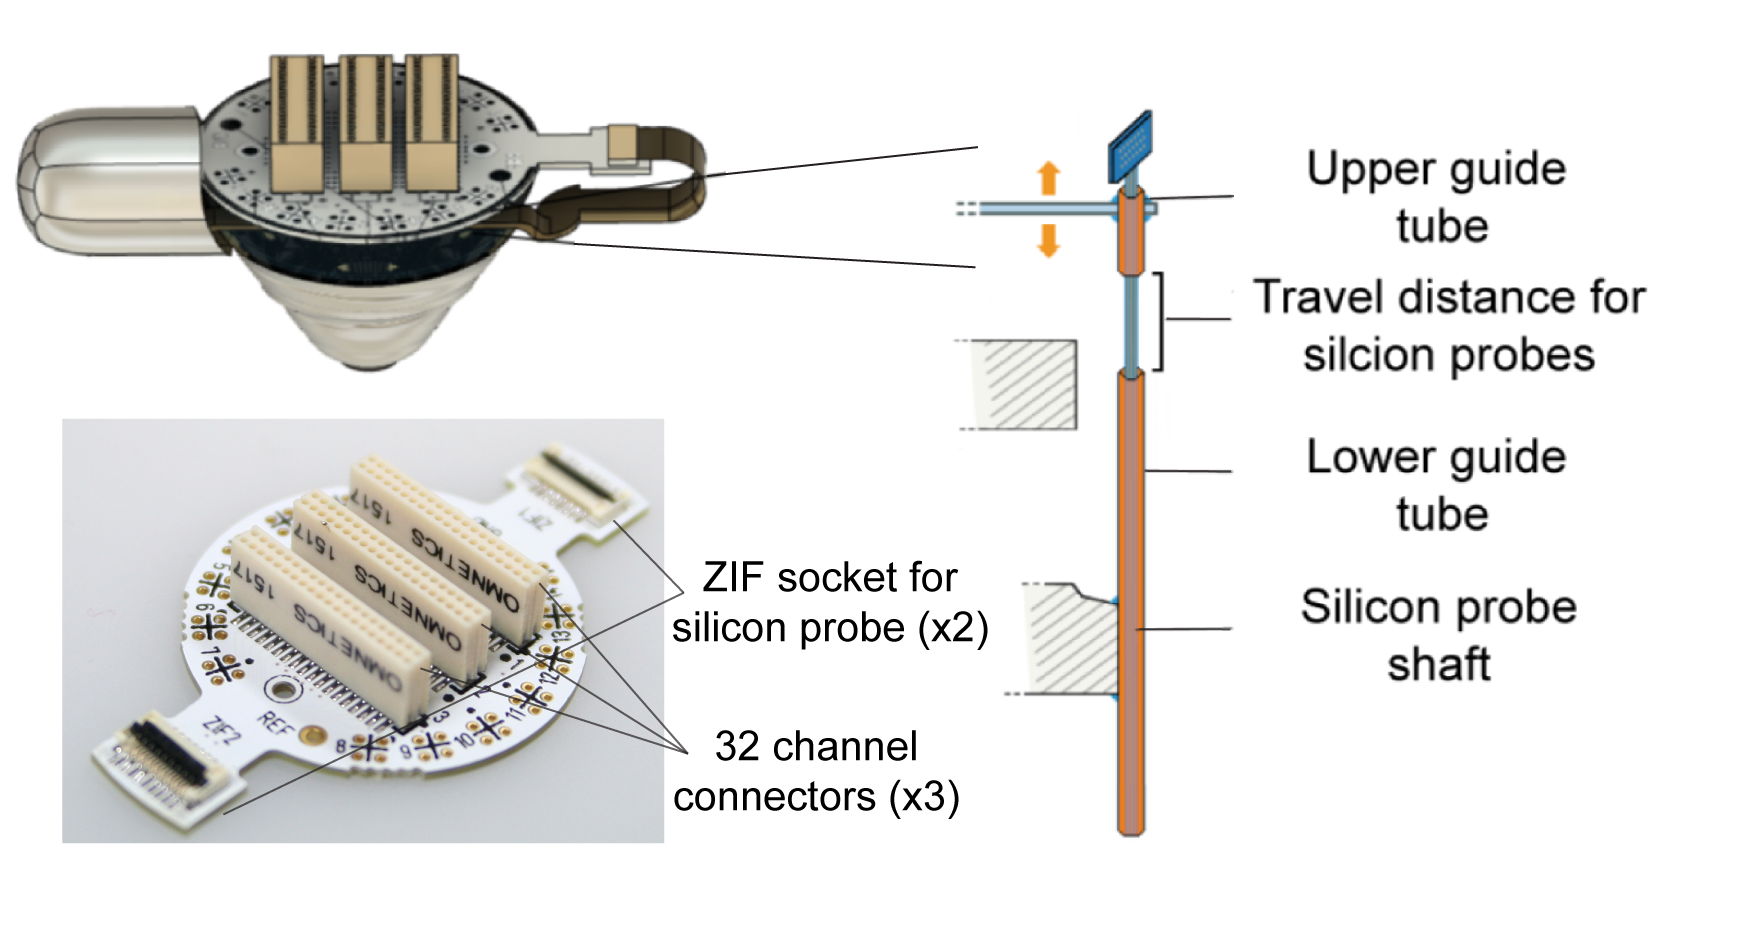 Upper guide
tube
Travel distance for
silcion probes
Lower guide
tube
Silicon probe
shaft
ZIF socket for
silicon probe (x2)
32 channel
connectors (x3)
OMNETICS 1517
OMNETICS 1517
OMNETICS 1517
ZIF1
ZIF2
REF
5
6
7
8
9
10
11
12
13
1
3